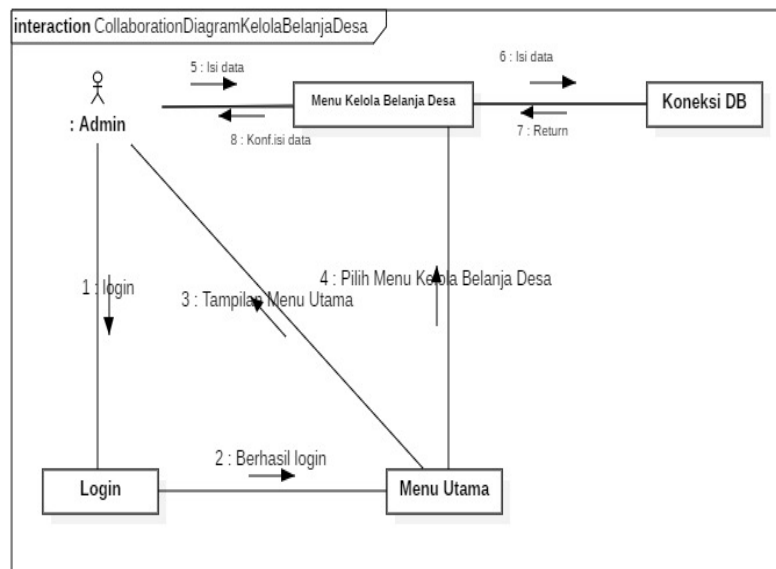 interaction CollaborationDiagramKelolaBelanjaDesa
5 : Isi data
6 : Isi data
Menu Kelola Belanja Desa
Koneksi DB
: Admin
8 : Konf.isi data
7 : Return
1 : login
3 : Tampilan Menu Utama
4 : Pilih Menu Kelola Belanja Desa
2 : Berhasil login
Login
Menu Utama